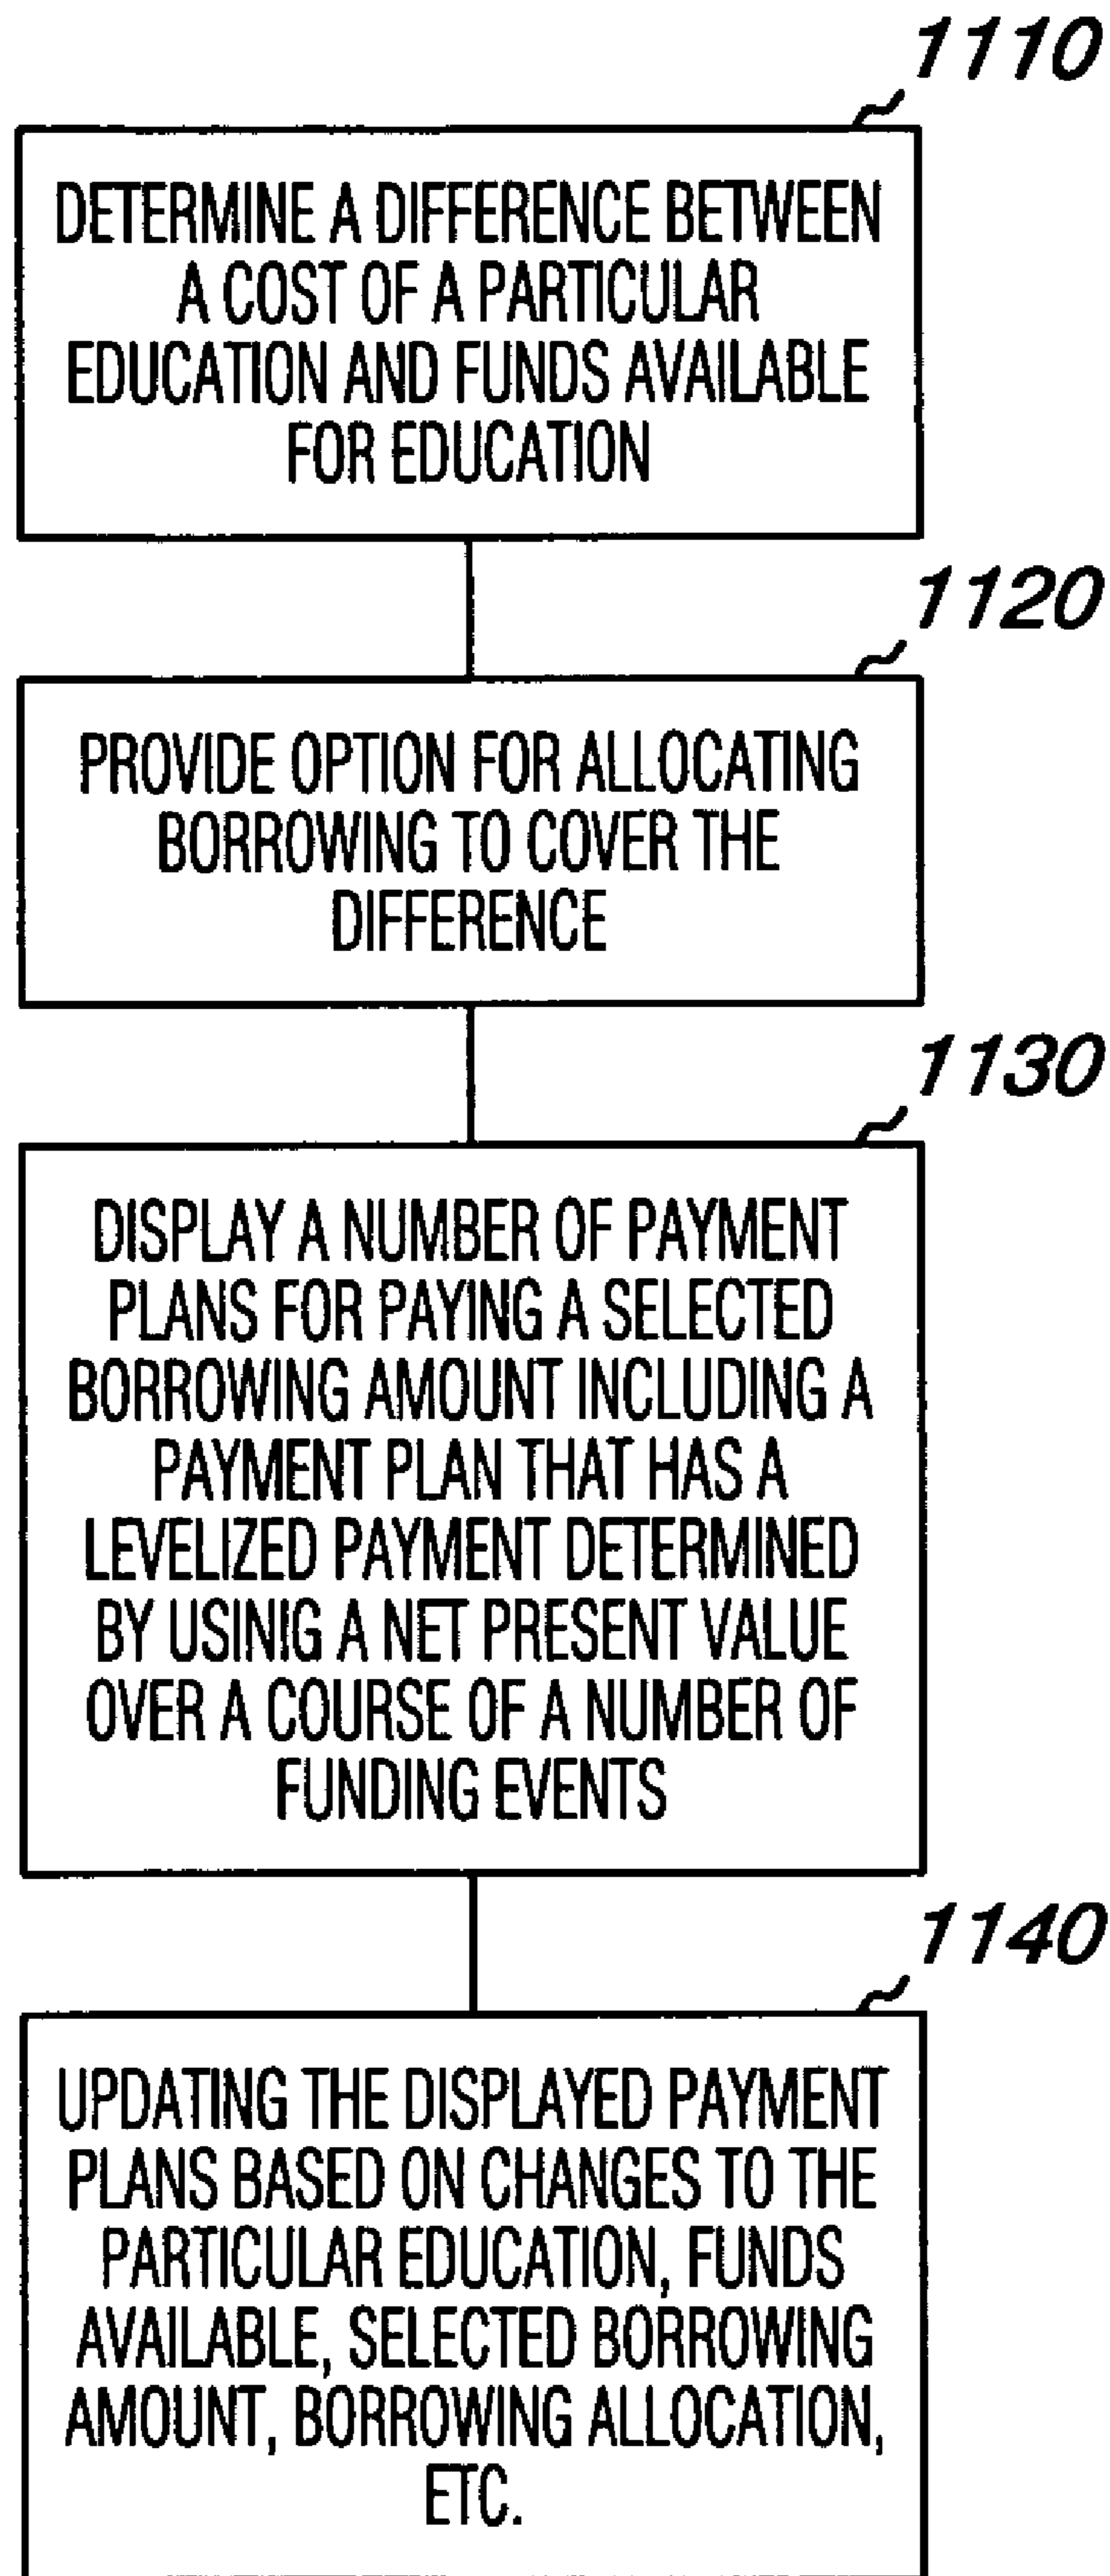 1110
DETERMINE A DIFFERENCE BETWEEN
A COST OF A PARTICULAR
EDUCATION AND FUNDS AVAILABLE
FOR EDUCATION
1120
PROVIDE OPTION FOR ALLOCATING
BORROWING TO COVER THE
DIFFERENCE
1130
DISPLAY A NUMBER OF PAYMENT
PLANS FOR PAYING A SELECTED
BORROWING AMOUNT INCLUDING A
PAYMENT PLAN THAT HAS A
LEVELIZED PAYMENT DETERMINED
BY USINIG A NET PRESENT VALUE
OVER A COURSE OF A NUMBER OF
FUNDING EVENTS
1140
UPDATING THE DISPLAYED PAYMENT
PLANS BASED ON CHANGES TO THE
PARTICULAR EDUCATION, FUNDS
AVAILABLE, SELECTED BORROWING
AMOUNT, BORROWING ALLOCATION,
ETC.